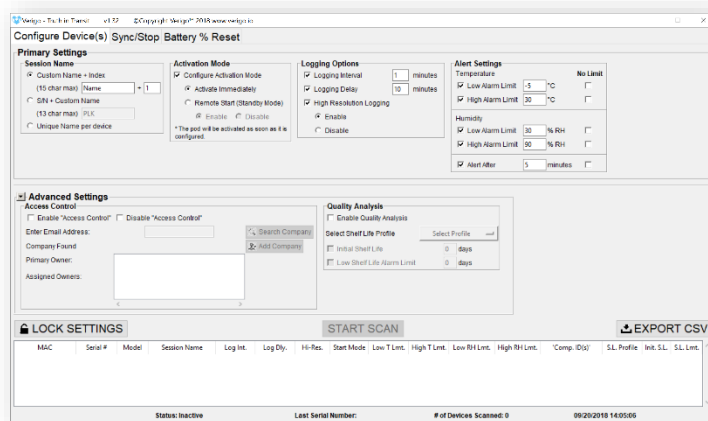 Verigo - Truth in Transit v1.32 ©Copyright Verigo™ 2018 www.verigo.io
Configure Device(s) Sync/Stop Battery % Reset
Primary Settings
Session Name
Custom Name + Index
(15 char max) Name + 1
S/N + Custom Name
(13 char max) PLK
Unique Name per device
Activation Mode
Configure Activation Mode
Activate Immediately
Remote Start (Standby Mode)
Enable Disable
* The pod will be activated as soon as it is
configured.
Logging Options
Logging Interval 1 minutes
Logging Delay 10 minutes
High Resolution Logging
Enable
Disable
Alert Settings
Temperature No Limit
Low Alarm Limit -5 °C
High Alarm Limit 30 °C
Humidity
Low Alarm Limit 30 % RH
High Alarm Limit 90 % RH
Alert After 5 minutes
Advanced Settings
Access Control
Enable "Access Control" Disable "Access Control"
Enter Email Address: Search Company
Company Found Add Company
Primary Owner:
Assigned Owners:
Quality Analysis
Enable Quality Analysis
Select Shelf Life Profile Select Profile
Initial Shelf Life 0 days
Low Shelf Life Alarm Limit 0 days
LOCK SETTINGS START SCAN EXPORT CSV
MAC Serial # Model Session Name Log Int. Log Dly. Hi-Res. Start Mode Low T Lmt. High T Lmt. Low RH Lmt. High RH Lmt. 'Comp. ID(s)' S.L. Profile Init. S.L. S.L. Lmt.
Status: Inactive Last Serial Number: # of Devices Scanned: 0 09/20/2018 14:05:06